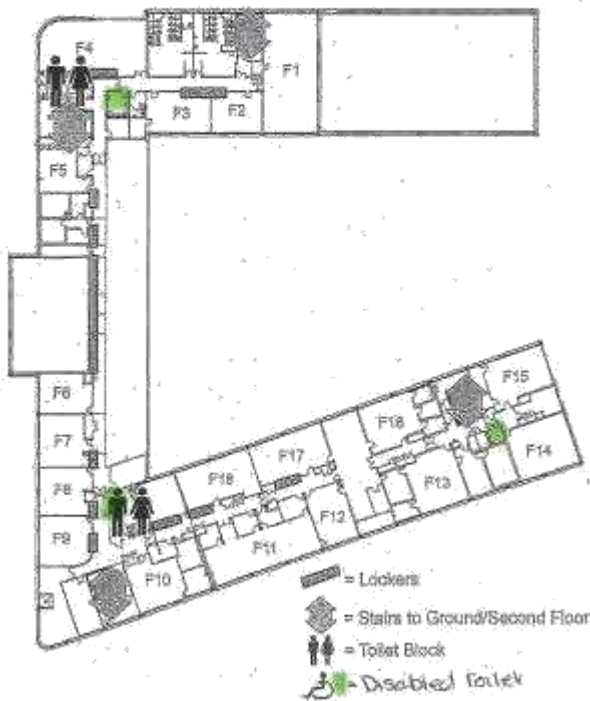 F4
F1
F3
F2
F5
F6
F7
F8
F9
F15
F18
F14
F17
F13
F16
F12
F11
F10
= Lockers
= Stairs to Ground/Second Floor
= Toilet Block
= Disabled Toilet